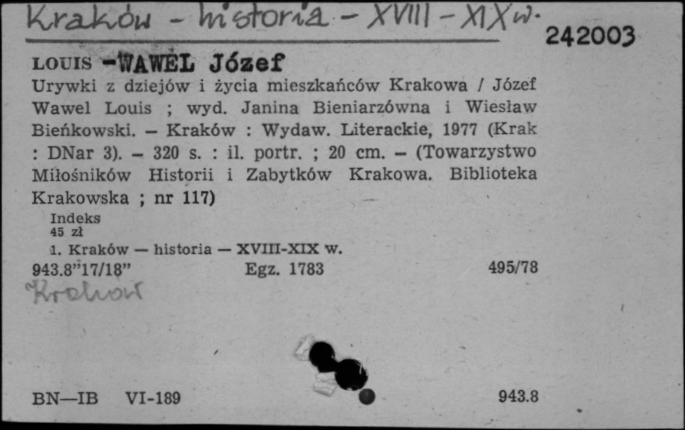 Kraków - historia - XVIII - XIX w.
242003
LOUIS -WAWEL Józef
Urywki z dziejów i życia mieszkańców Krakowa / Józef
Wawel Louis ; wyd. Janina Bieniarzówna i Wiesław
Bieńkowski. — Kraków : Wydaw. Literackie, 1977 (Krak
: DNar 3). — 320 s. : il. portr. ; 20 cm. — (Towarzystwo
Miłośników Historii i Zabytków Krakowa. Biblioteka
Krakowska ; nr 117)
Indeks
45 zł
1. Kraków — historia — XVIII-XIX w.
943.8”17/18” Egz. 1783 495/78
Kraków
BN—IB VI-189 943.8